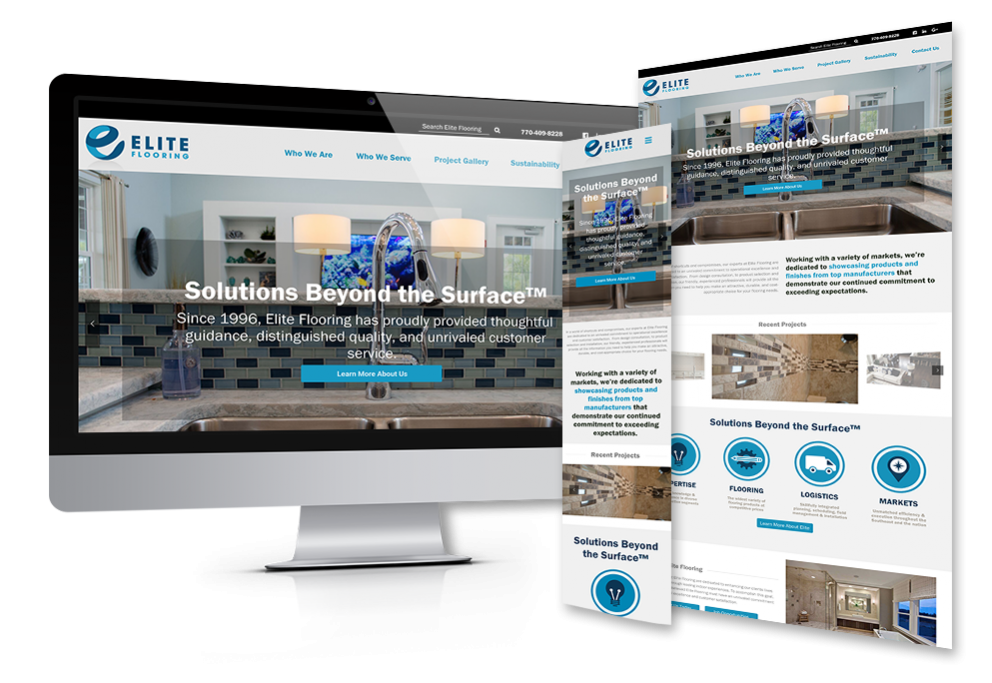 Search Elite Flooring
770-409-8228
ELITE
FLOORING
Who We Are
Who We Serve
Project Gallery
Sustainability
Solutions Beyond the Surface™
Since 1996, Elite Flooring has proudly provided thoughtful
guidance, distinguished quality, and unrivaled customer
service.
Learn More About Us
ELITE
FLOORING
Solutions Beyond
the Surface™
Since 1996, Elite Flooring
has proudly provided
thoughtful guidance,
distinguished quality, and
unrivaled customer
service.
Learn More About Us
Working with a variety of
markets, we're dedicated to
showcasing products and
finishes from top
manufacturers that
demonstrate our continued
commitment to exceeding
expectations.
Recent Projects
Solutions Beyond
the Surface™
Search Elite Flooring
770-409-8228
ELITE
FLOORING
Who We Are
Who We Serve
Project Gallery
Sustainability
Contact Us
Solutions Beyond the Surface™
Since 1996, Elite Flooring has proudly provided thoughtful
guidance, distinguished quality, and unrivaled customer
service.
Learn More About Us
Working with a variety of markets, we're
dedicated to showcasing products and
finishes from top manufacturers that
demonstrate our continued commitment to
exceeding expectations.
Recent Projects
Solutions Beyond the Surface™
FLOORING
LOGISTICS
MARKETS
Learn More About Elite
Flooring